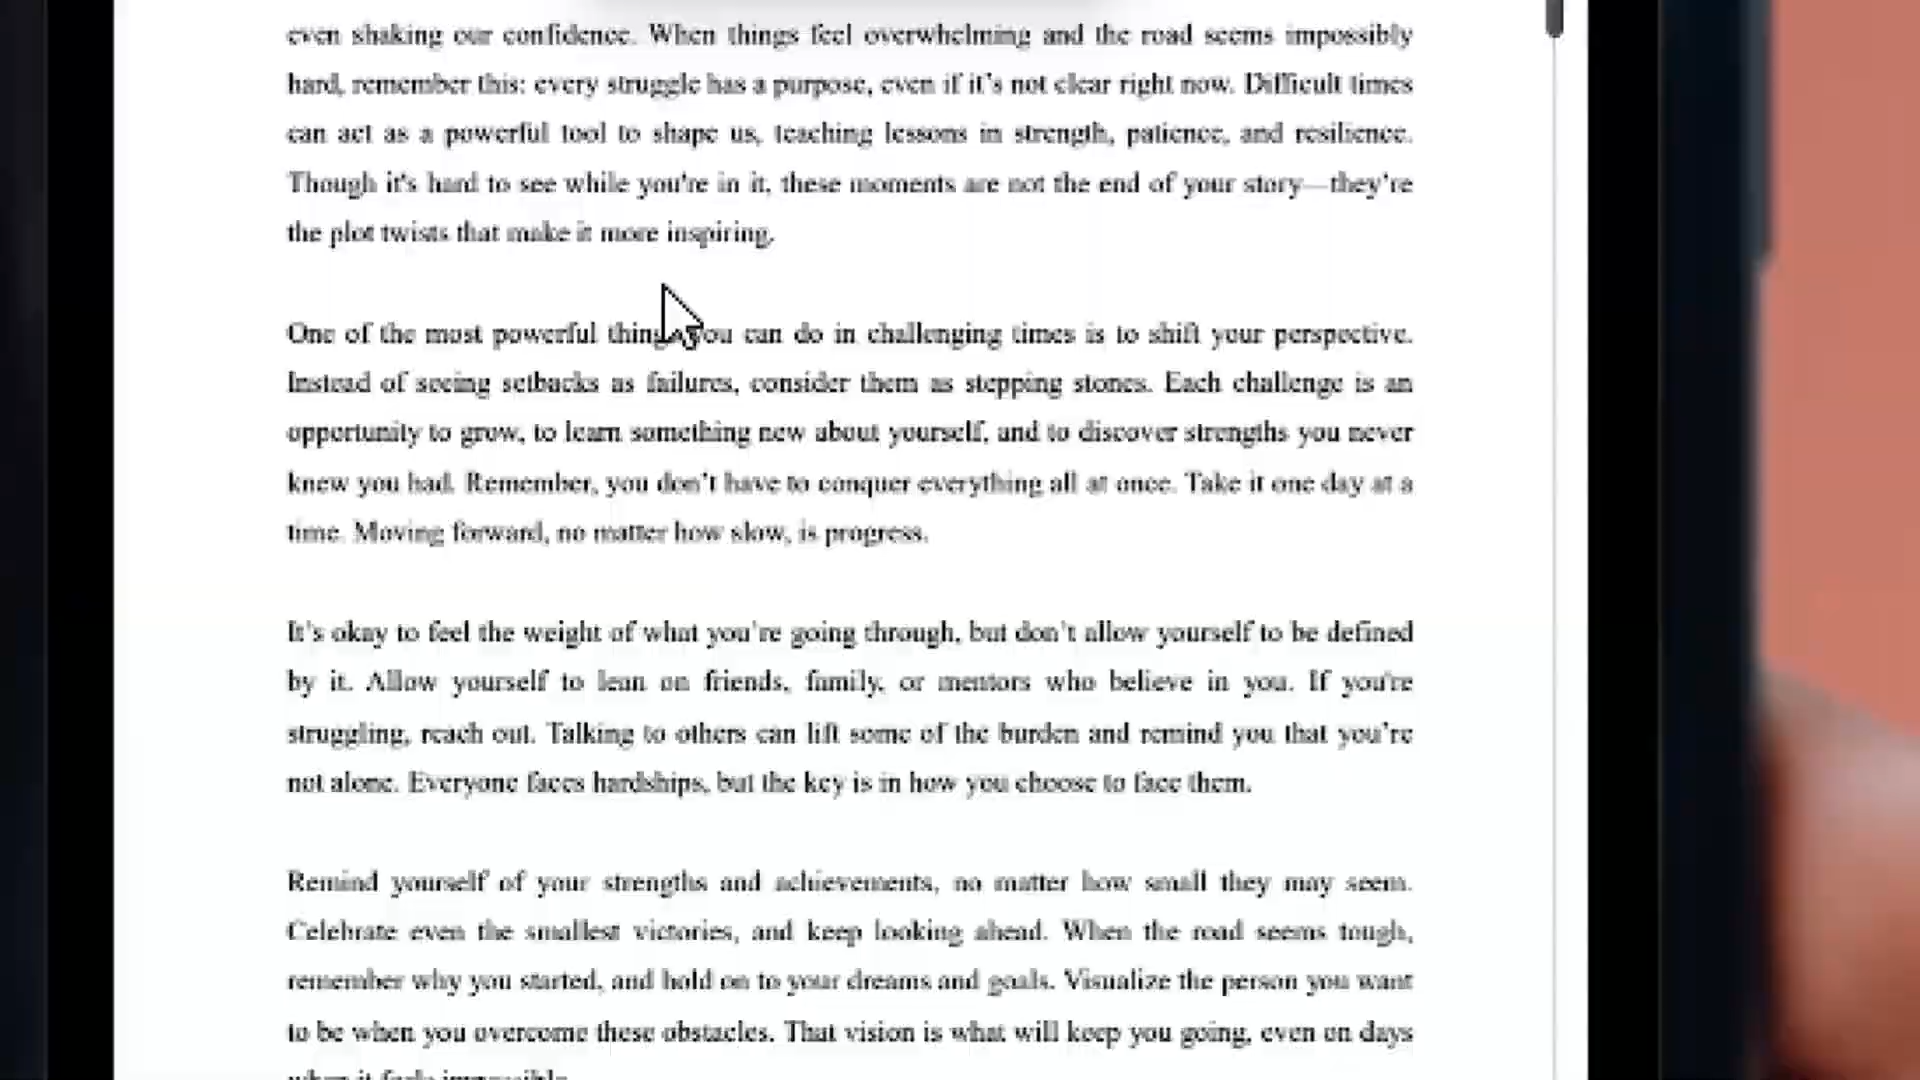 even shaking our confidence. When things feel overwhelming and the road seems impossibly
hard, remember this: every struggle has a purpose, even if it's not clear right now. Difficult times
can act as a powerful tool to shape us, teaching lessons in strength, patience, and resilience.
Though it's hard to see while you're in it, these moments are not the end of your story—they're
the plot twists that make it more inspiring.
One of the most powerful things you can do in challenging times is to shift your perspective.
Instead of seeing setbacks as failures, consider them as stepping stones. Each challenge is an
opportunity to grow, to learn something new about yourself, and to discover strengths you never
knew you had. Remember, you don't have to conquer everything all at once. Take it one day at a
time. Moving forward, no matter how slow, is progress.
It's okay to feel the weight of what you're going through, but don't allow yourself to be defined
by it. Allow yourself to lean on friends, family, or mentors who believe in you. If you're
struggling, reach out. Talking to others can lift some of the burden and remind you that you're
not alone. Everyone faces hardships, but the key is in how you choose to face them.
Remind yourself of your strengths and achievements, no matter how small they may seem.
Celebrate even the smallest victories, and keep looking ahead. When the road seems tough,
remember why you started, and hold on to your dreams and goals. Visualize the person you want
to be when you overcome these obstacles. That vision is what will keep you going, even on days
when it feels impossible.